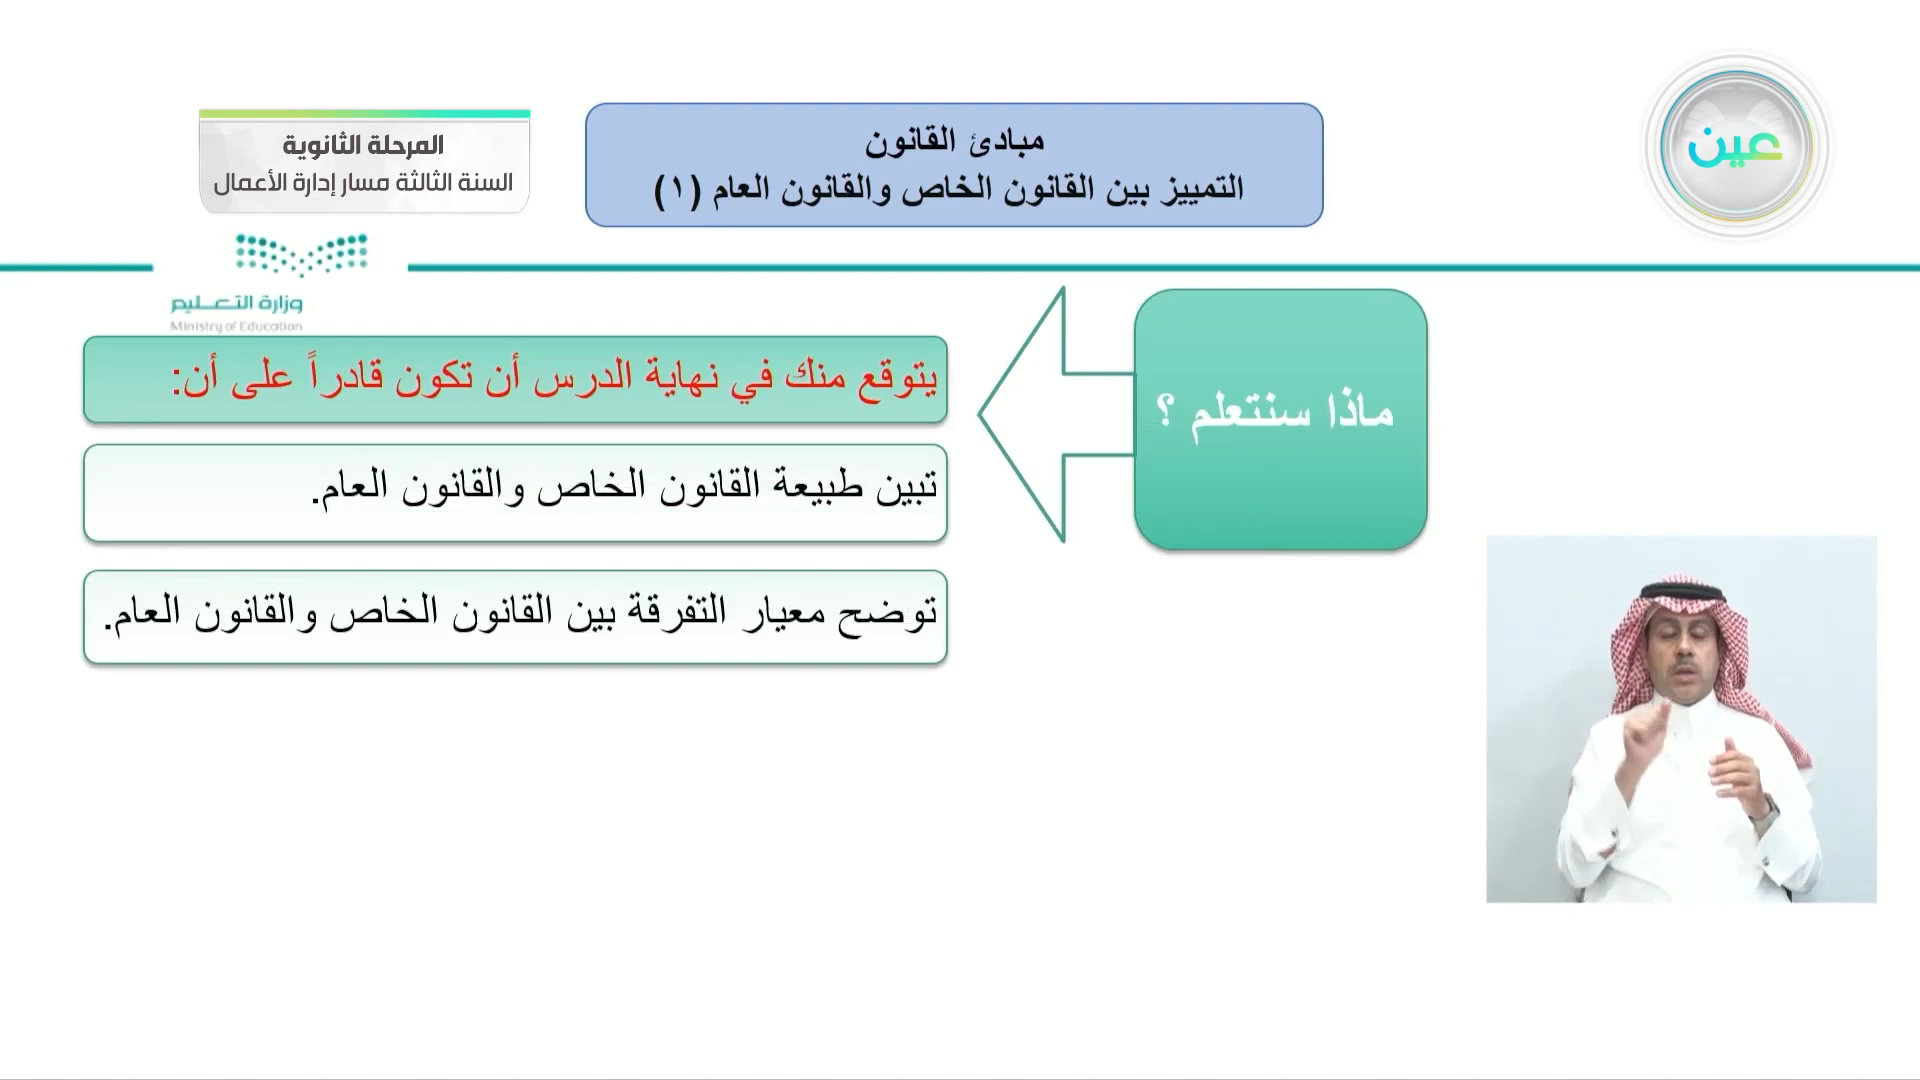 عين
مبادئ القانون
التمييز بين القانون الخاص والقانون العام (١)
المرحلة الثانوية
السنة الثالثة مسار إدارة الأعمال
وزارة التعليم
Ministry of Education
ماذا سنتعلم ؟
يتوقع منك في نهاية الدرس أن تكون قادراً على أن:
تبين طبيعة القانون الخاص والقانون العام.
توضح معيار التفرقة بين القانون الخاص والقانون العام.